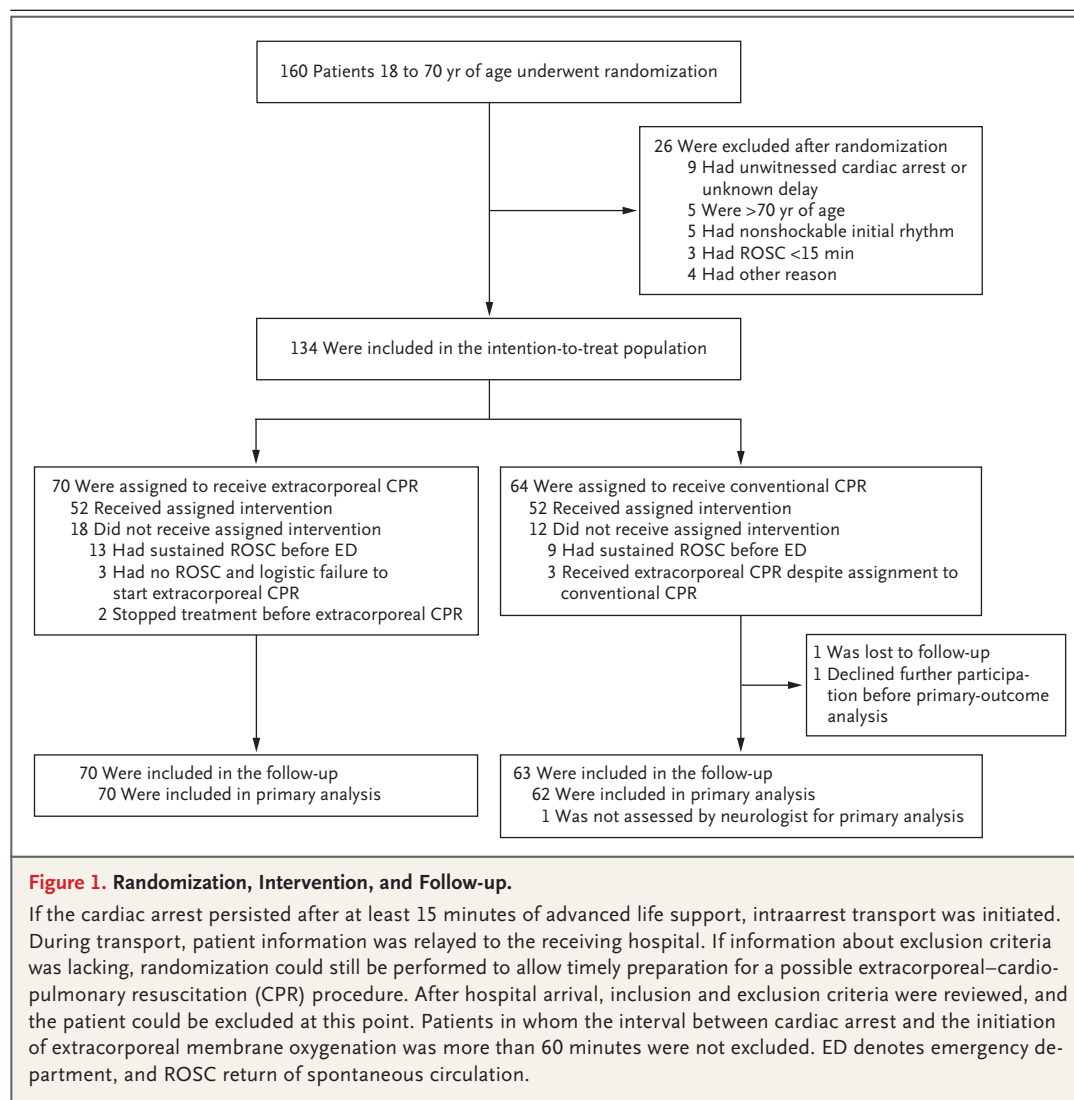 160 Patients 18 to 70 yr of age underwent randomization
26 Were excluded after randomization
9 Had unwitnessed cardiac arrest or
unknown delay
5 Were >70 yr of age
5 Had nonshockable initial rhythm
3 Had ROSC <15 min
4 Had other reason
134 Were included in the intention-to-treat population
70 Were assigned to receive extracorporeal CPR
52 Received assigned intervention
18 Did not receive assigned intervention
13 Had sustained ROSC before ED
3 Had no ROSC and logistic failure to
start extracorporeal CPR
2 Stopped treatment before extracorporeal CPR
64 Were assigned to receive conventional CPR
52 Received assigned intervention
12 Did not receive assigned intervention
9 Had sustained ROSC before ED
3 Received extracorporeal CPR despite assignment to
conventional CPR
1 Was lost to follow-up
1 Declined further participa-
tion before primary-outcome
analysis
70 Were included in the follow-up
70 Were included in primary analysis
63 Were included in the follow-up
62 Were included in primary analysis
1 Was not assessed by neurologist for primary analysis
Figure 1. Randomization, Intervention, and Follow-up.
If the cardiac arrest persisted after at least 15 minutes of advanced life support, intraarrest transport was initiated.
During transport, patient information was relayed to the receiving hospital. If information about exclusion criteria
was lacking, randomization could still be performed to allow timely preparation for a possible extracorporeal–cardio-
pulmonary resuscitation (CPR) procedure. After hospital arrival, inclusion and exclusion criteria were reviewed, and
the patient could be excluded at this point. Patients in whom the interval between cardiac arrest and the initiation
of extracorporeal membrane oxygenation was more than 60 minutes were not excluded. ED denotes emergency de-
partment, and ROSC return of spontaneous circulation.